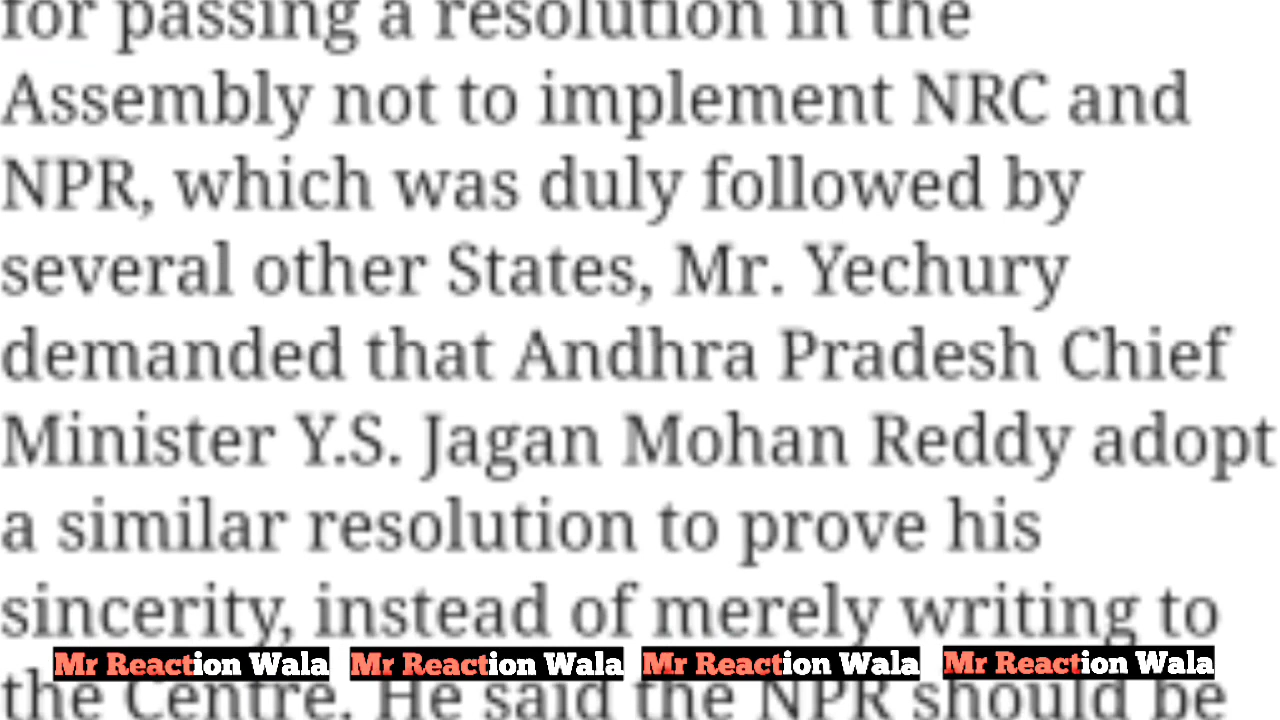 for passing a resolution in the
Assembly not to implement NRC and
NPR, which was duly followed by
several other States, Mr. Yechury
demanded that Andhra Pradesh Chief
Minister Y.S. Jagan Mohan Reddy adopt
a similar resolution to prove his
sincerity, instead of merely writing to
Mr Reaction Wala Mr Reaction Wala Mr Reaction Wala Mr Reaction Wala
the Centre. He said the NPR should be